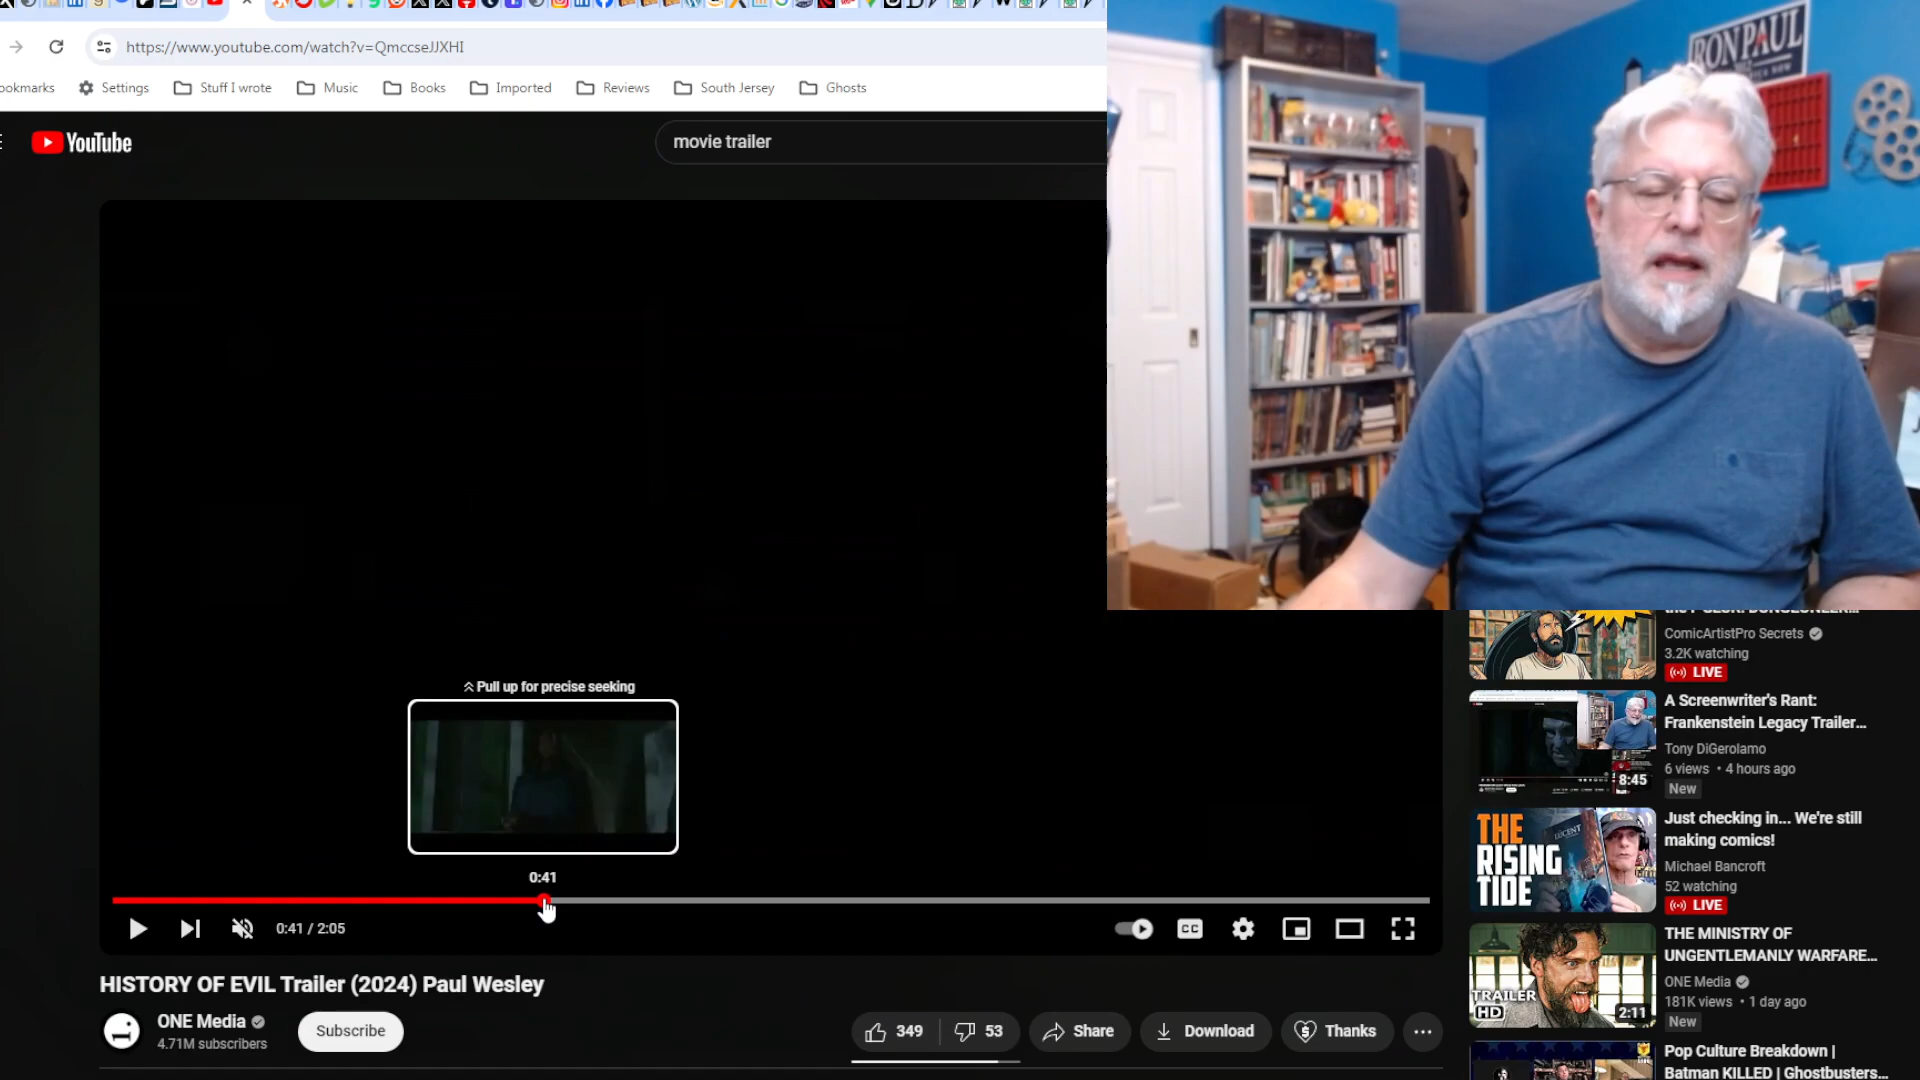 https://www.youtube.com/watch?v=QmccseJJXHI
ookmarks
Settings
Stuff I wrote
Music
Books
Imported
Reviews
South Jersey
Ghosts
YouTube
movie trailer
RON PAUL
Pull up for precise seeking
0:41
0:41 / 2:05
CC
HISTORY OF EVIL Trailer (2024) Paul Wesley
ONE Media
4.71M subscribers
Subscribe
349
53
Share
Download
Thanks
ComicArtistPro Secrets
3.2K watching
LIVE
A Screenwriter's Rant:
Frankenstein Legacy Trailer...
Tony DiGerolamo
6 views • 4 hours ago
New
8:45
THE
RISING
TIDE
LUCENT
Just checking in... We're still
making comics!
Michael Bancroft
52 watching
LIVE
TRAILER
HD
2:11
THE MINISTRY OF
UNGENTLEMANLY WARFARE...
ONE Media
181K views • 1 day ago
New
Pop Culture Breakdown |
Batman KILLED | Ghostbusters...